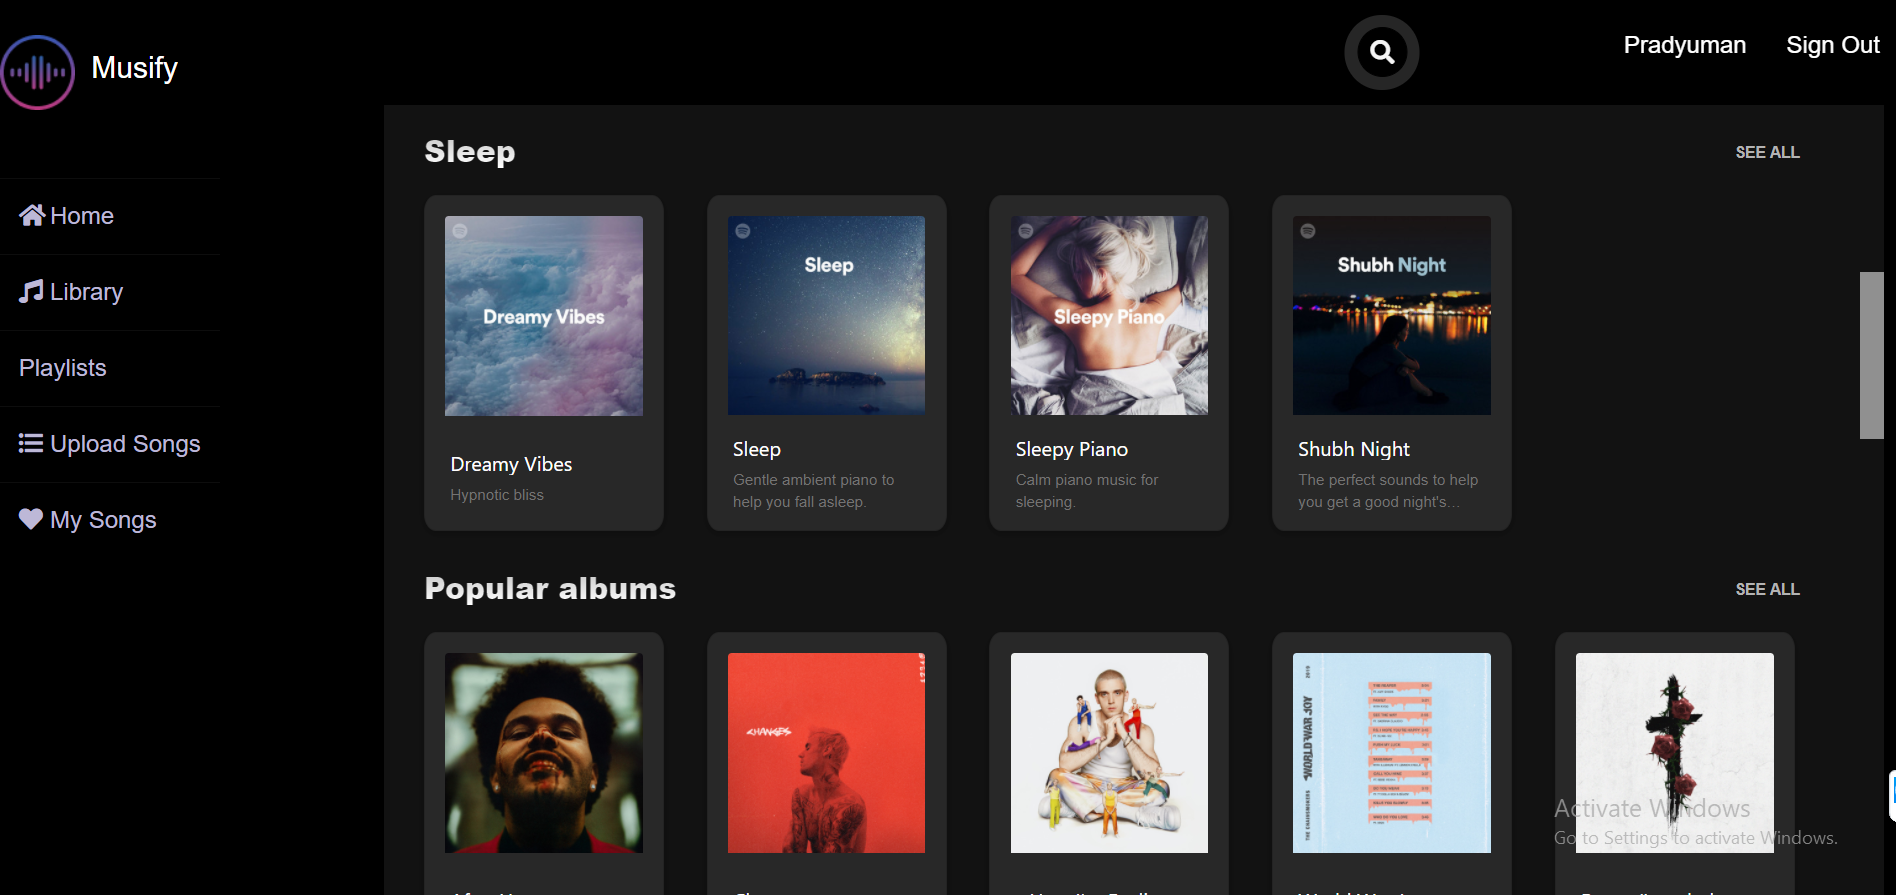 Musify
Pradyuman
Sign Out
Home
Library
Playlists
Upload Songs
My Songs
Sleep
SEE ALL
Dreamy Vibes
Sleep
Sleepy Piano
Shubh Night
Dreamy Vibes
Hypnotic bliss
Sleep
Gentle ambient piano to
help you fall asleep.
Sleepy Piano
Calm piano music for
sleeping.
Shubh Night
The perfect sounds to help
you get a good night's...
Popular albums
SEE ALL
CHANGES
WORLD WAR JOY
THE CHAINSMOKERS
Activate Windows
Go to Settings to activate Windows.